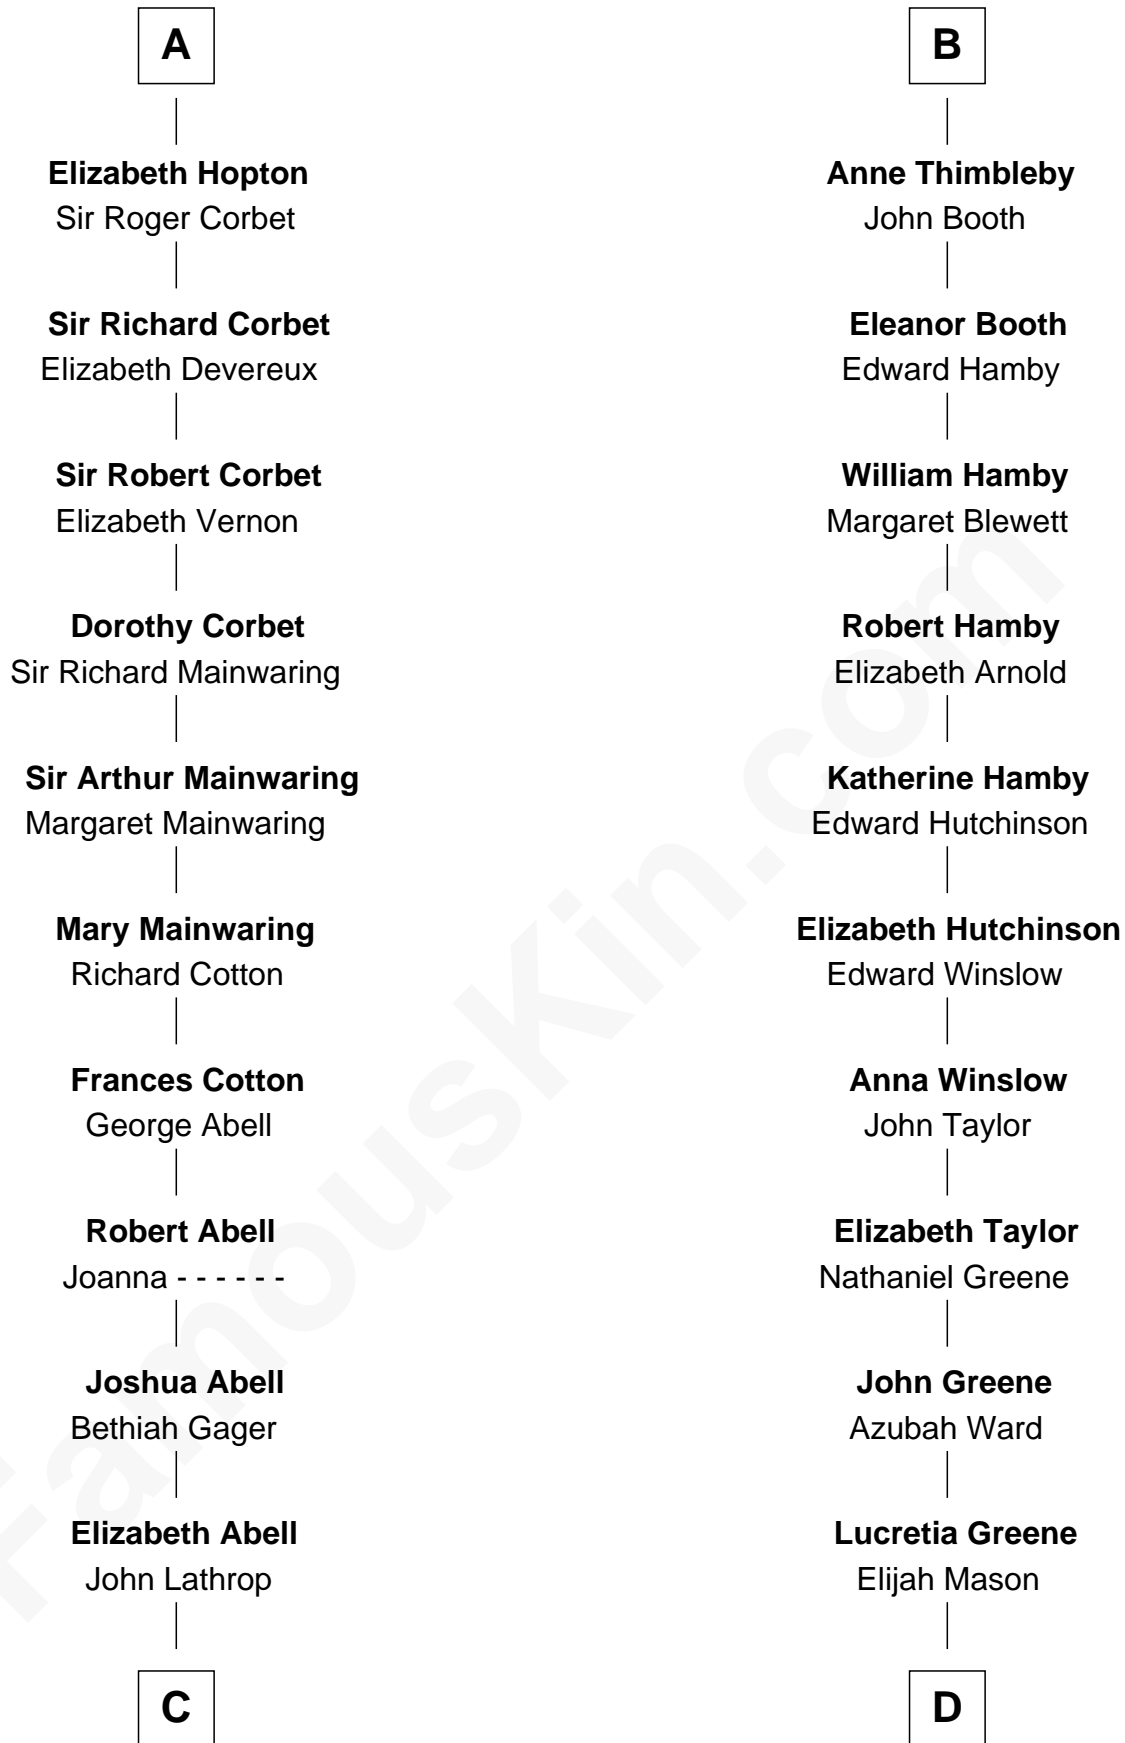 A
Elizabeth Hopton
Sir Roger Corbet
Sir Richard Corbet
Elizabeth Devereux
Sir Robert Corbet
Elizabeth Vernon
Dorothy Corbet
Sir Richard Mainwaring
Sir Arthur Mainwaring
Margaret Mainwaring
Mary Mainwaring
Richard Cotton
Frances Cotton
George Abell
Robert Abell
Joanna - - - - - -
Joshua Abell
Bethiah Gager
Elizabeth Abell
John Lathrop
C
B
Anne Thimbleby
John Booth
Eleanor Booth
Edward Hamby
William Hamby
Margaret Blewett
Robert Hamby
Elizabeth Arnold
Katherine Hamby
Edward Hutchinson
Elizabeth Hutchinson
Edward Winslow
Anna Winslow
John Taylor
Elizabeth Taylor
Nathaniel Greene
John Greene
Azubah Ward
Lucretia Greene
Elijah Mason
D
FamousKin.com